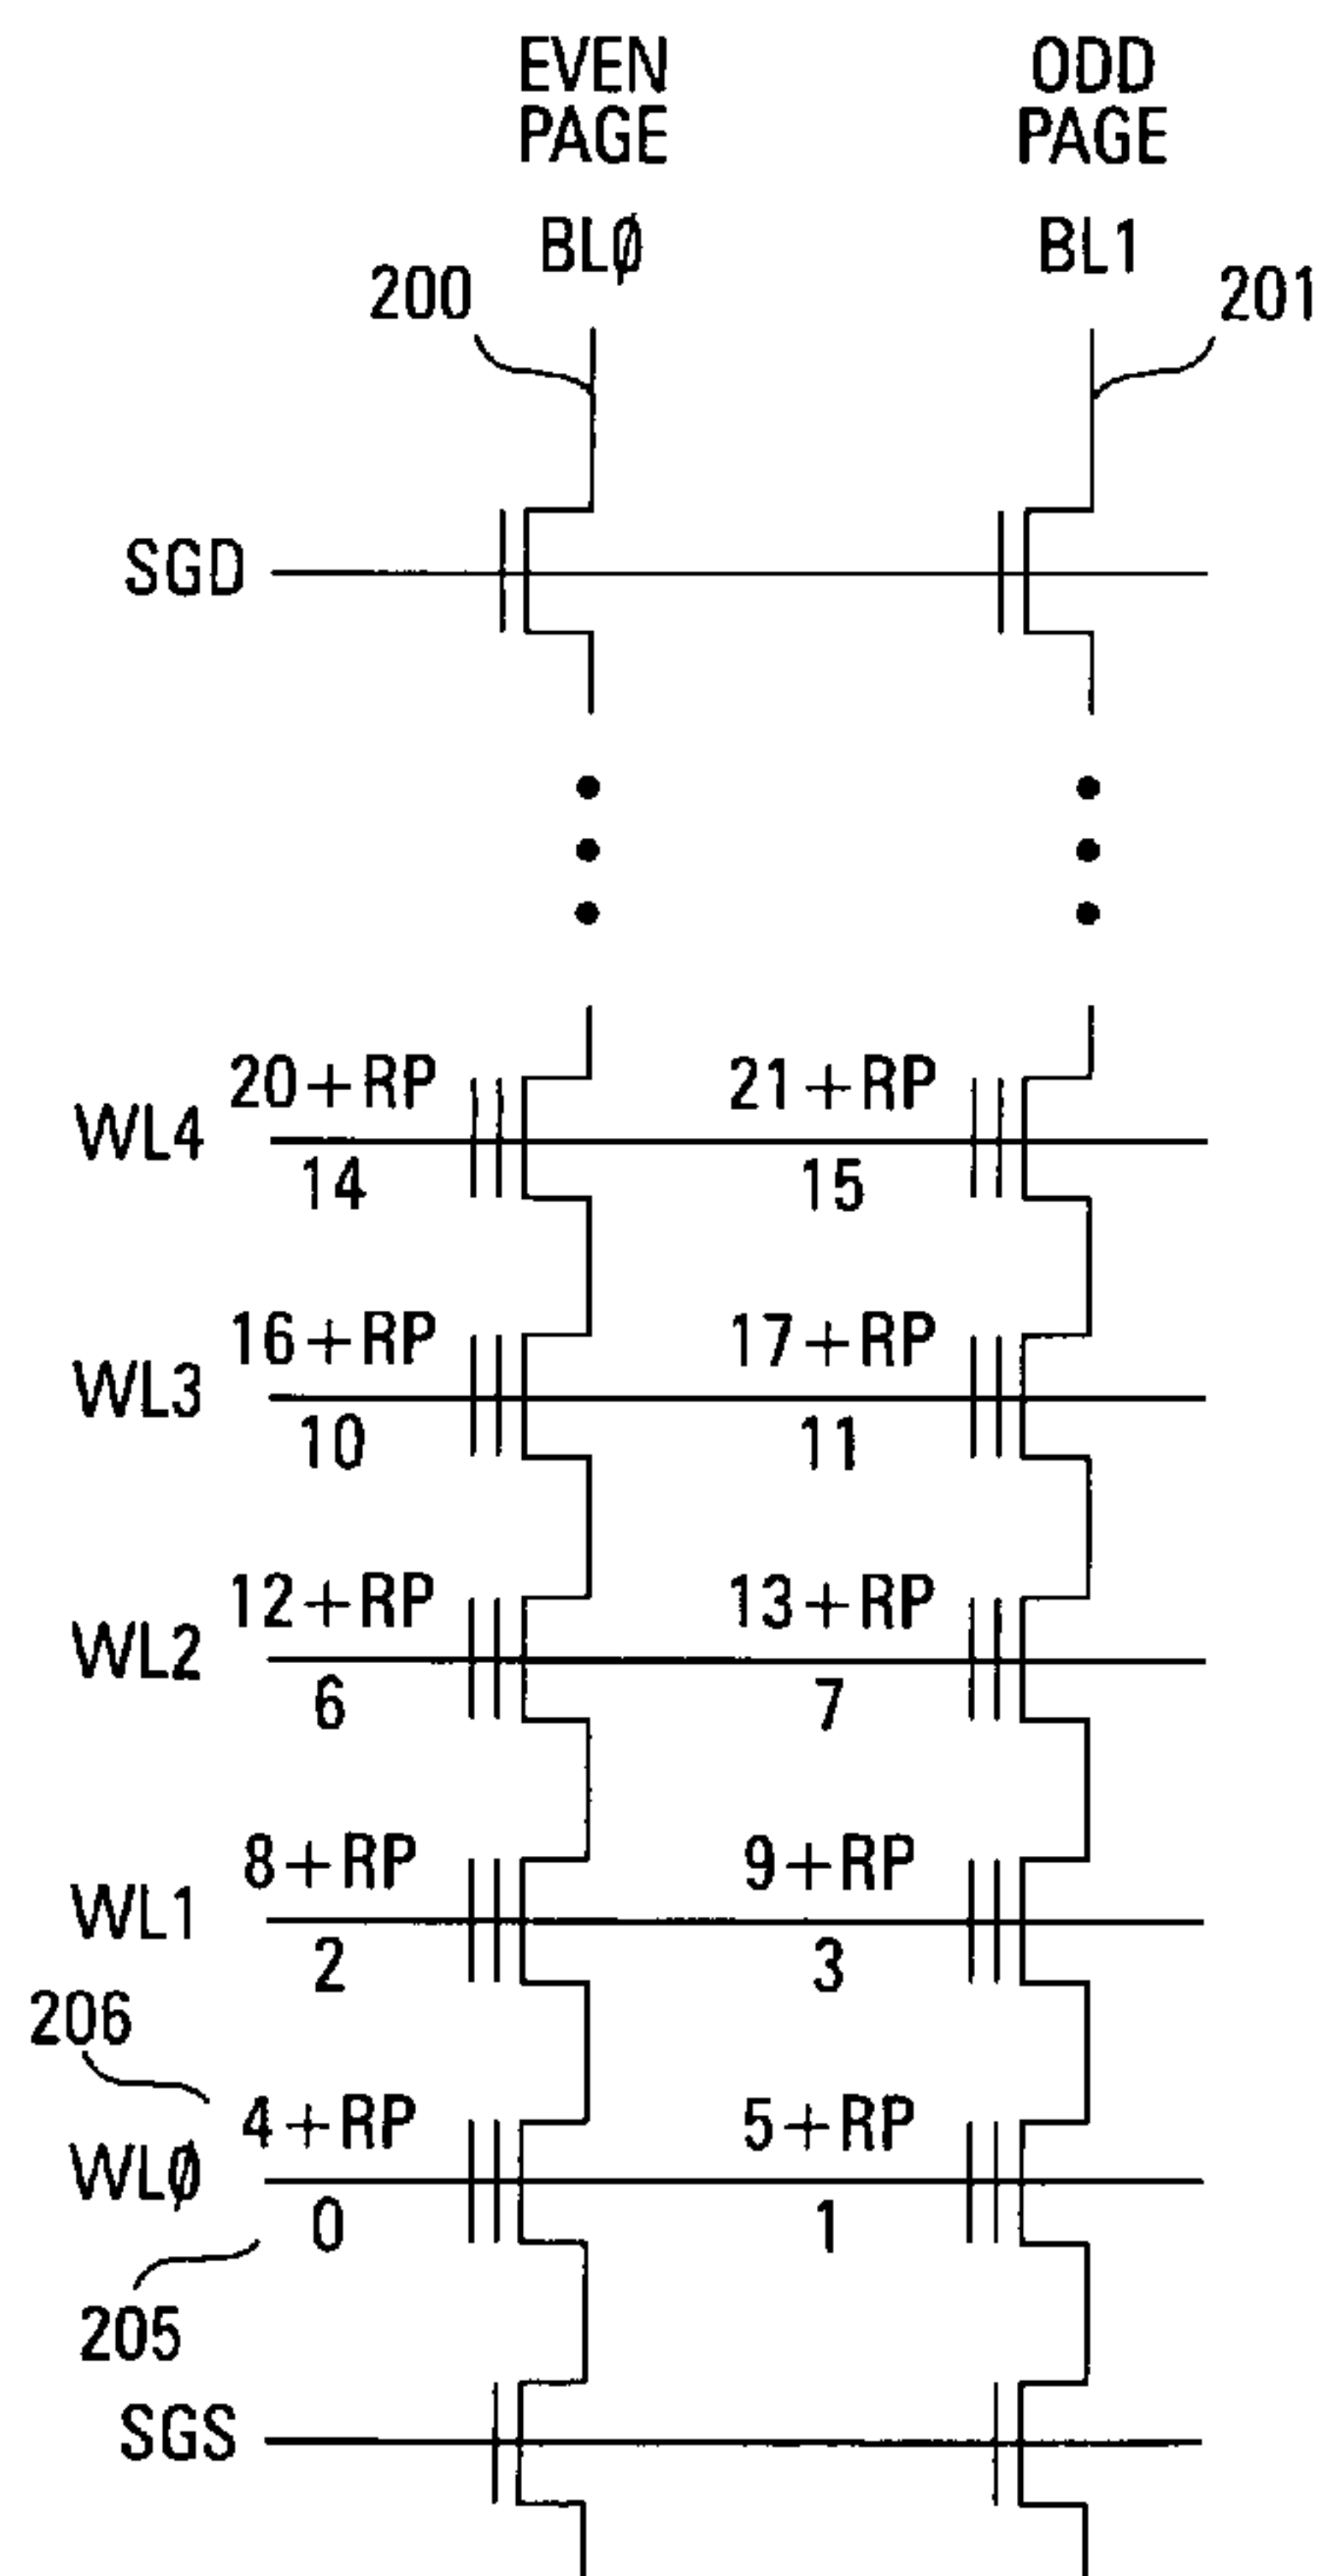 EVEN PAGE
ODD PAGE
BLØ
BL1
200
201
SGD
20+RP
21+RP
WL4
14
15
16+RP
17+RP
WL3
10
11
12+RP
13+RP
WL2
6
7
8+RP
9+RP
WL1
2
3
206
4+RP
5+RP
WLØ
0
1
205
SGS